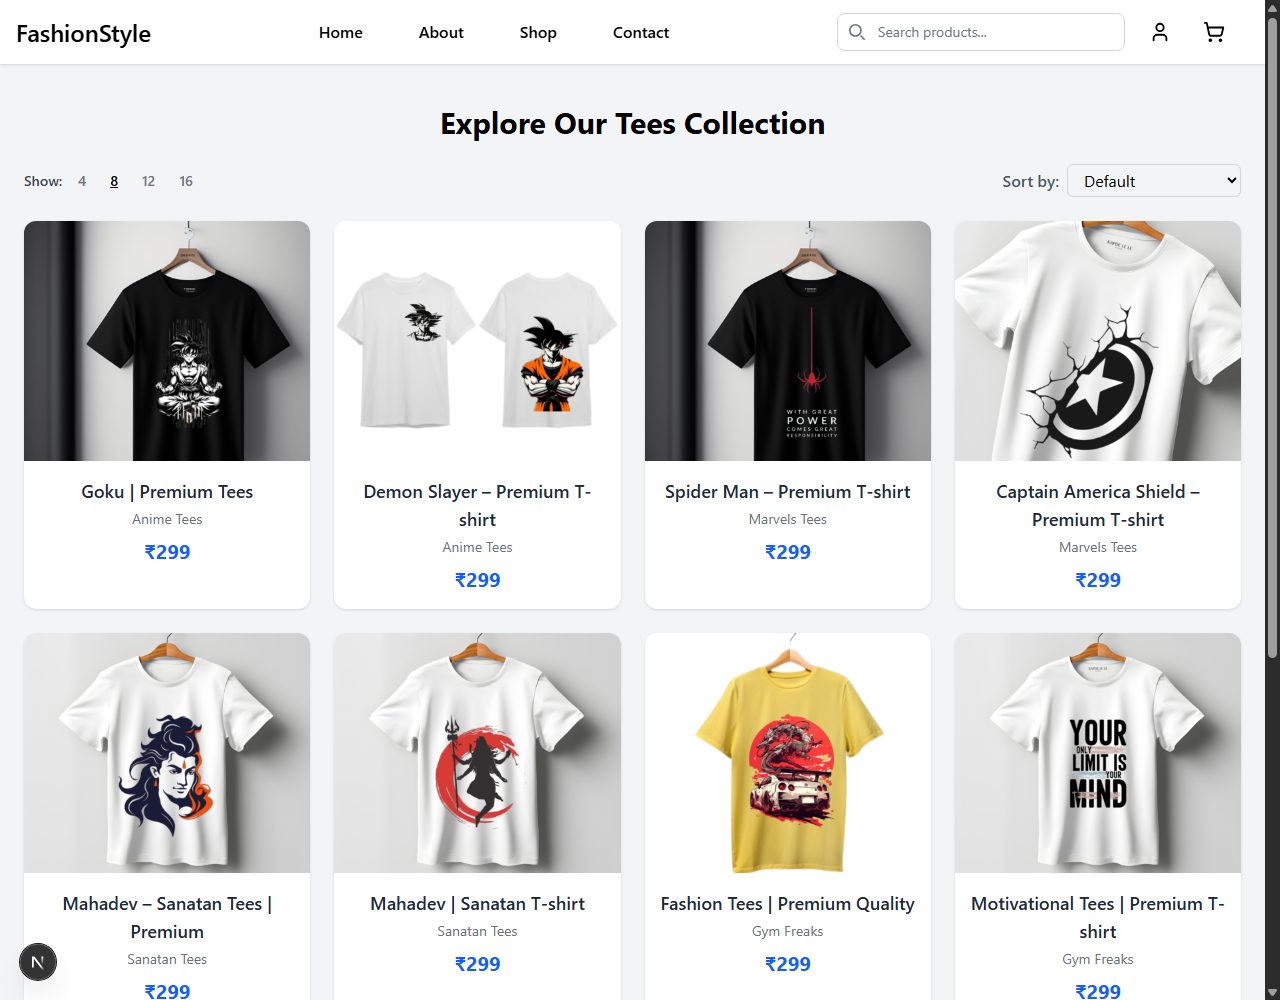 FashionStyle
Home About Shop Contact
Search products...
Explore Our Tees Collection
Show: 4 8 12 16
Sort by: Default
WITH GREAT
POWER
COMES GREAT
RESPONSIBILITY
Goku | Premium Tees
Anime Tees
₹299
Demon Slayer – Premium T-
shirt
Anime Tees
₹299
Spider Man – Premium T-shirt
Marvels Tees
₹299
Captain America Shield –
Premium T-shirt
Marvels Tees
₹299
YOUR
ONLY
LIMIT IS
YOUR
MIND
Mahadev – Sanatan Tees |
Premium
Sanatan Tees
₹299
Mahadev | Sanatan T-shirt
Sanatan Tees
₹299
Fashion Tees | Premium Quality
Gym Freaks
₹299
Motivational Tees | Premium T-
shirt
Gym Freaks
₹299
N